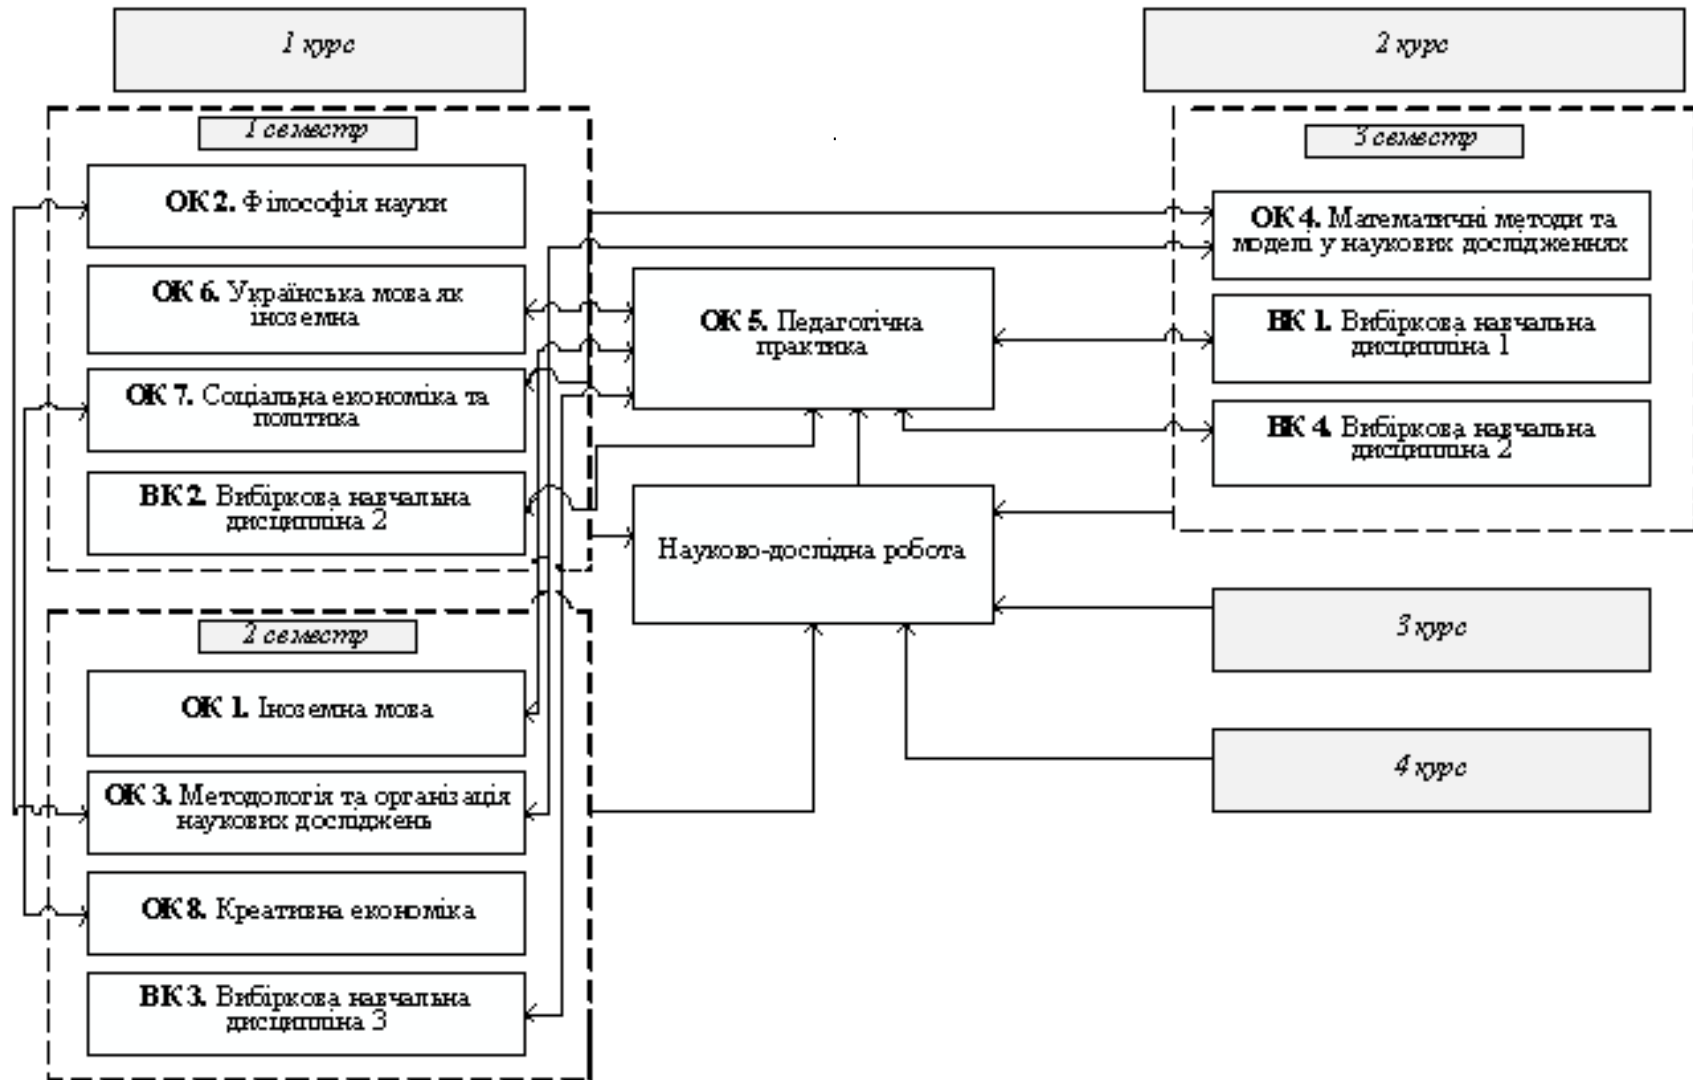 1 курс
2 курс
1 семестр
ОК 2. Філософія науки
ОК 6. Українська мова як
іноземна
ОК 7. Соціальна економіка та
політика
ВК 2. Вибіркова навчальна
дисципліна 2
2 семестр
ОК 1. Іноземна мова
ОК 3. Методологія та організація
наукових досліджень
ОК 8. Креативна економіка
ВК 3. Вибіркова навчальна
дисципліна 3
ОК 5. Педагогічна
практика
Науково-дослідна робота
3 семестр
ОК 4. Математичні методи та
моделі у наукових дослідженнях
ВК 1. Вибіркова навчальна
дисципліна 1
ВК 4. Вибіркова навчальна
дисципліна 2
3 курс
4 курс